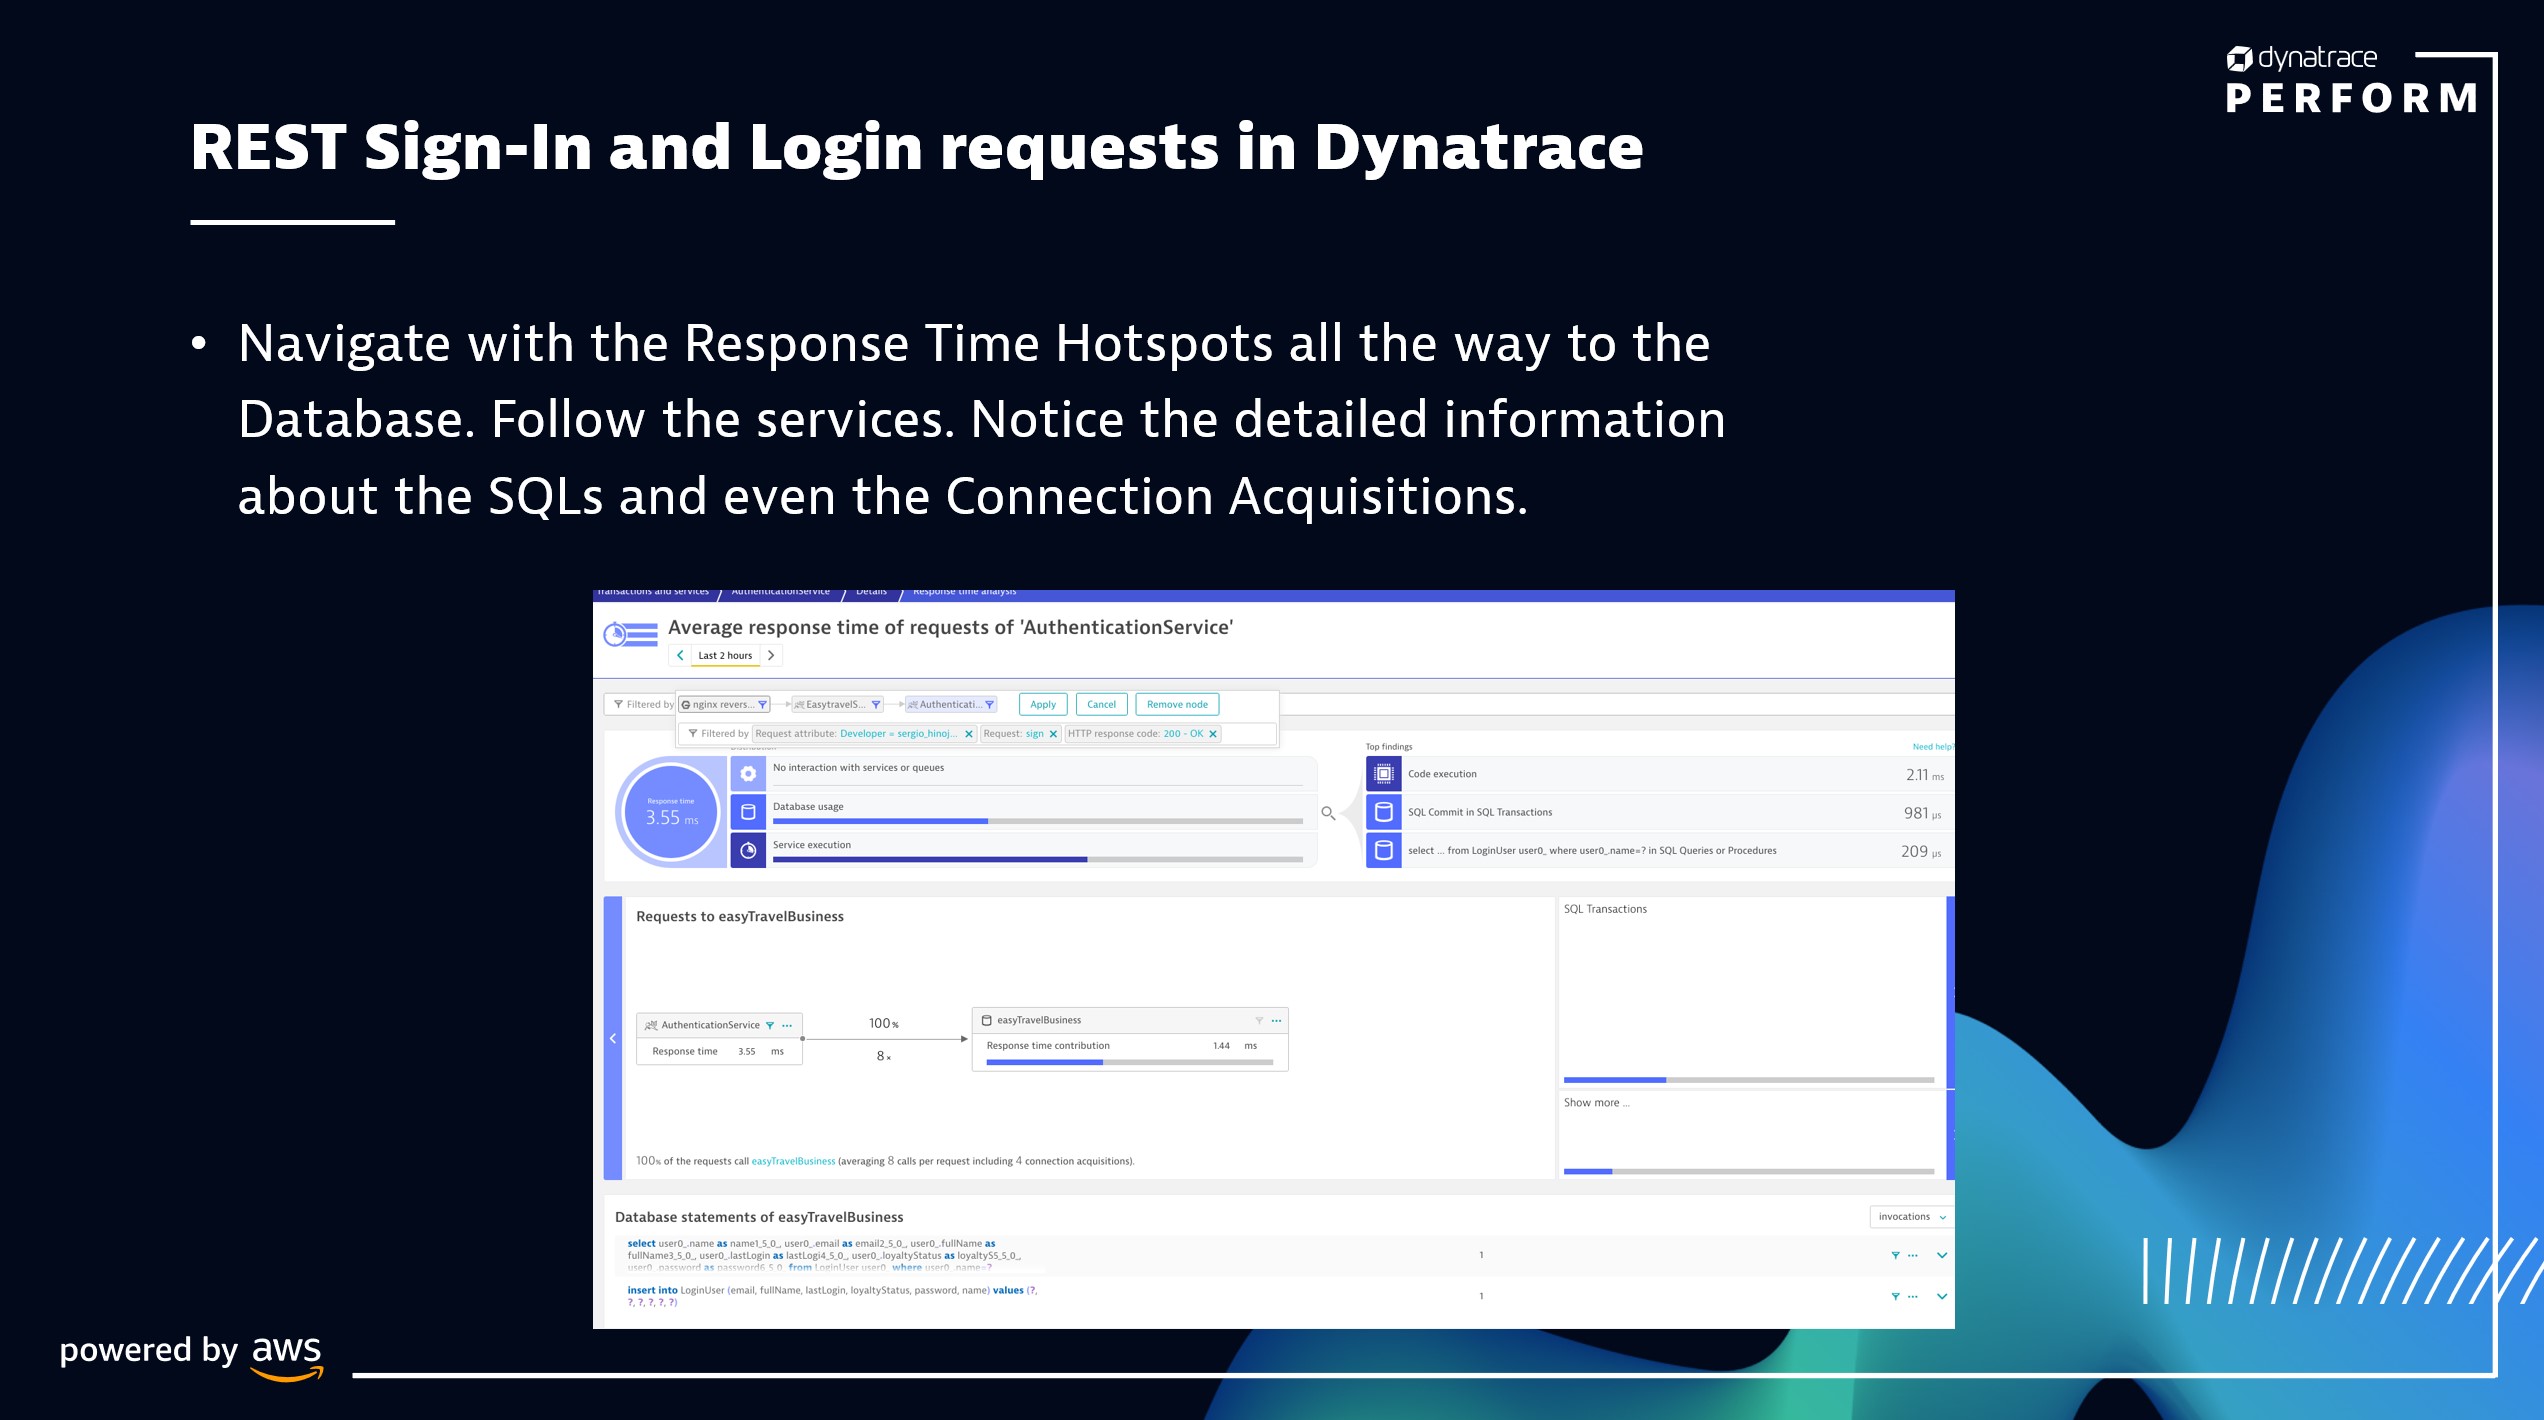 dynatrace
PERFORM
REST Sign-In and Login requests in Dynatrace
• Navigate with the Response Time Hotspots all the way to the
Database. Follow the services. Notice the detailed information
about the SQLs and even the Connection Acquisitions.
Transactions and services AuthenticationService Details Response time analysis
Average response time of requests of 'AuthenticationService'
Last 2 hours
Filtered by nginx revers... EasytravelS... Authenticati... Apply Cancel Remove node
Filtered by Request attribute: Developer = sergio_hinoj... Request: sign HTTP response code: 200 - OK
Distribution
Top findings Need help?
Response time
3.55 ms
No interaction with services or queues
Database usage
Service execution
Code execution 2.11 ms
SQL Commit in SQL Transactions 981 µs
select ... from LoginUser user0_ where user0_.name=? in SQL Queries or Procedures 209 µs
Requests to easyTravelBusiness
AuthenticationService ...
Response time 3.55 ms
100 %
8 x
easyTravelBusiness ...
Response time contribution 1.44 ms
100% of the requests call easyTravelBusiness (averaging 8 calls per request including 4 connection acquisitions).
SQL Transactions
Show more ...
Database statements of easyTravelBusiness
invocations
select user0_.name as name1_5_0_, user0_.email as email2_5_0_, user0_.fullName as
fullName3_5_0_, user0_.lastLogin as lastLogi4_5_0_, user0_.loyaltyStatus as loyaltyS5_5_0_,
user0_.password as password6_5_0_ from LoginUser user0_ where user0_.name=?
1
insert into LoginUser (email, fullName, lastLogin, loyaltyStatus, password, name) values (?,
?, ?, ?, ?, ?)
1
powered by aws